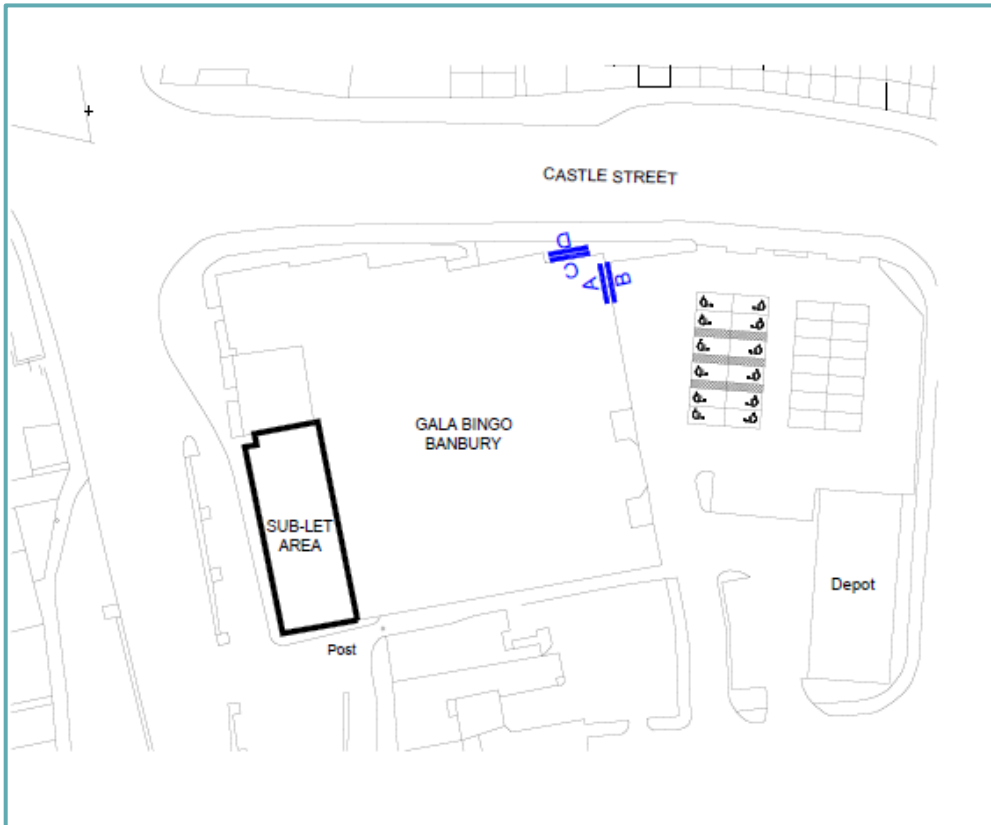 CASTLE STREET
D
C
A
B
GALA BINGO
BANBURY
SUB-LET
AREA
Depot
Post